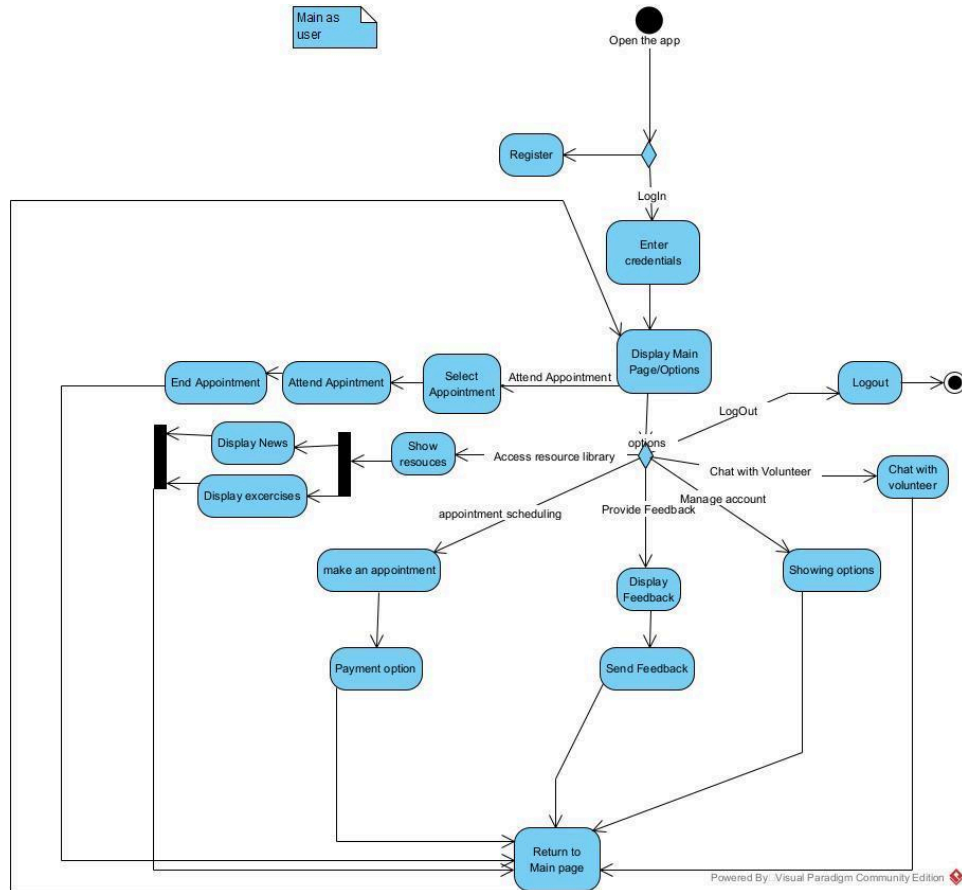 Main as
user
Open the app
Register
LogIn
Enter
credentials
Display Main
Page/Options
Attend Appointment
Select
Appointment
Attend Appintment
End Appointment
Logout
LogOut
options
Display News
Show
resouces
Access resource library
Chat with Volunteer
Chat with
volunteer
Display excercises
Manage account
Provide Feedback
appointment scheduling
make an appointment
Display
Feedback
Showing options
Payment option
Send Feedback
Return to
Main page
Powered By: Visual Paradigm Community Edition